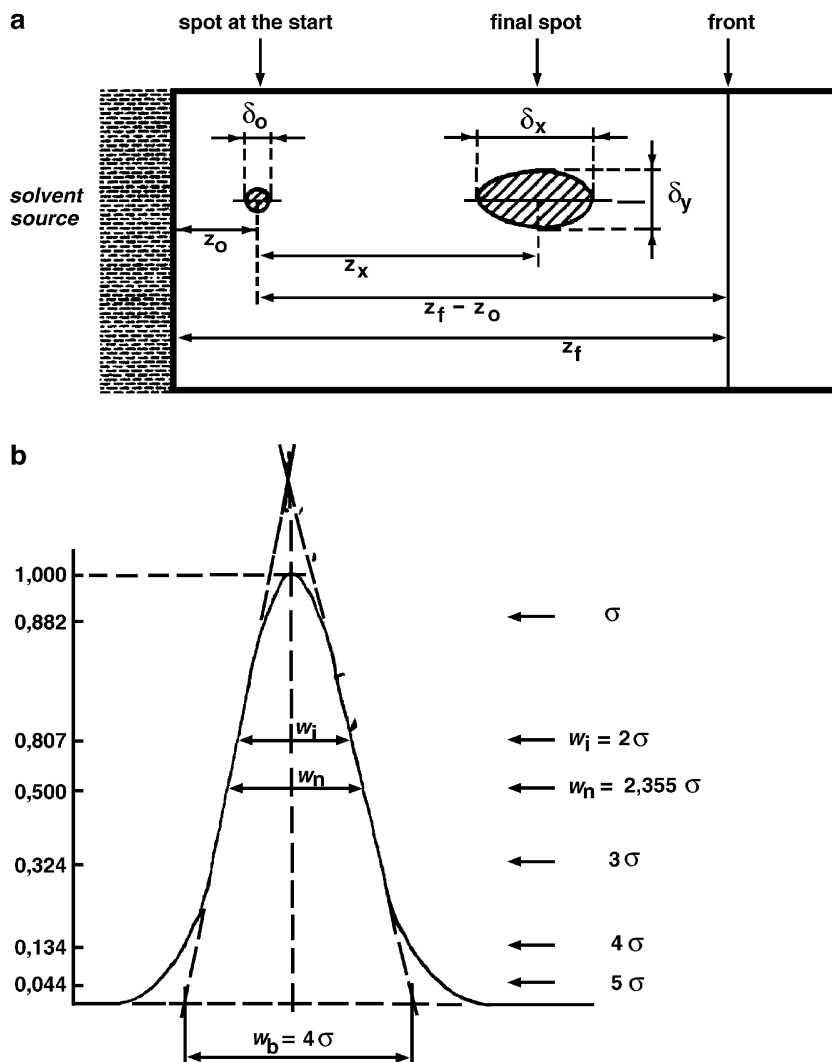 a
spot at the start
final spot
front
solvent source
δo
δx
δy
zo
zx
zf – zo
zf
b
1,000
0,882
σ
0,807
wi
wi = 2σ
0,500
wn
wn = 2,355 σ
0,324
3σ
0,134
4σ
0,044
5σ
wb = 4σ